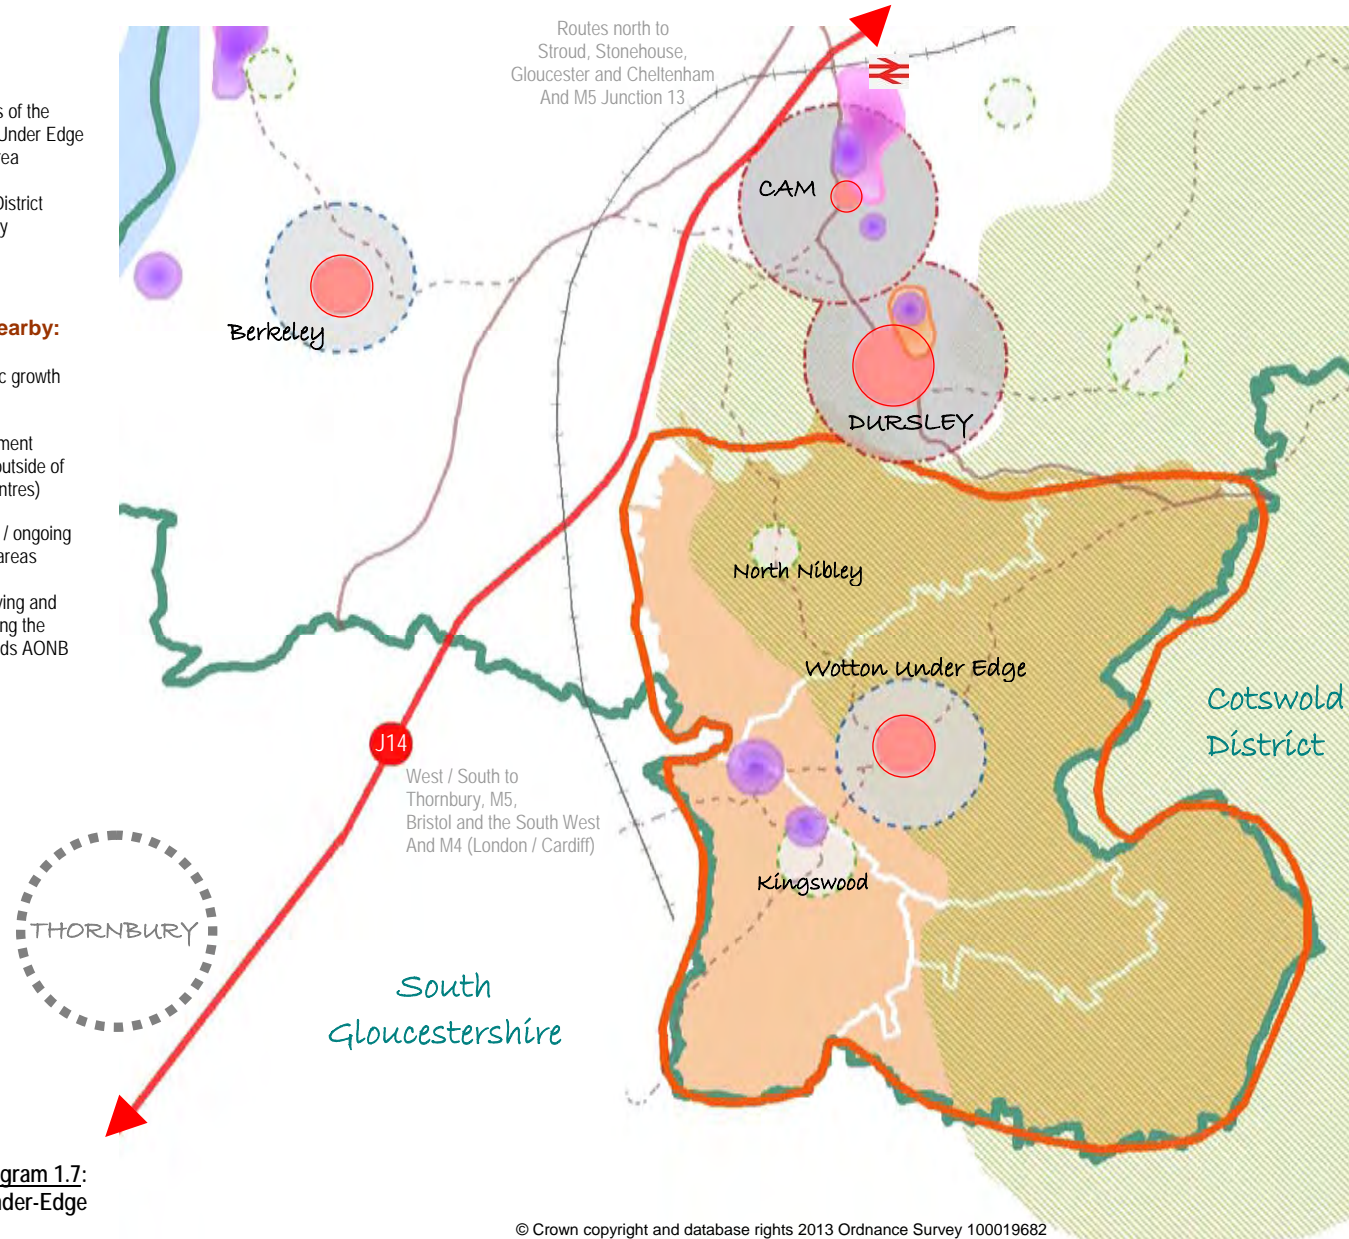 s of the
Under Edge
rea
District
y
earby:
c growth
ment
outside of
ntres)
/ ongoing
areas
ving and
ng the
ds AONB
Routes north to
Stroud, Stonehouse,
Gloucester and Cheltenham
And M5 Junction 13
CAM
Berkeley
DURSLEY
North Nibley
Wotton Under Edge
Cotswold
District
J14
West / South to
Thornbury, M5,
Bristol and the South West
And M4 (London / Cardiff)
Kingswood
THORNBURY
South
Gloucestershire
gram 1.7:
nder-Edge
© Crown copyright and database rights 2013 Ordnance Survey 100019682